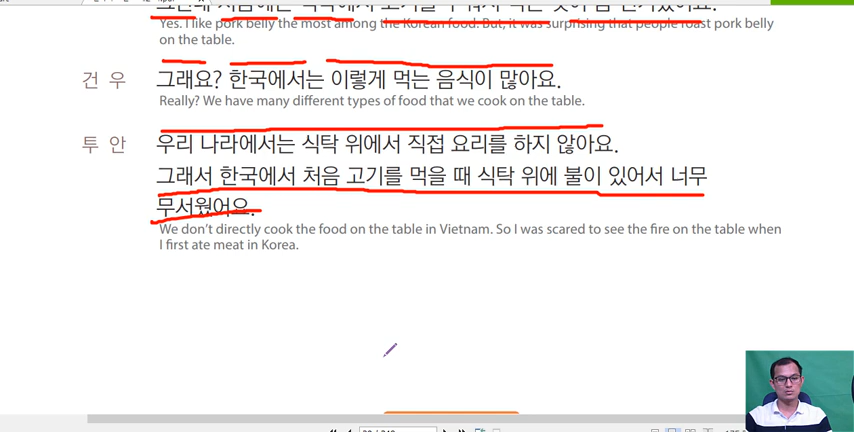 Yes. I like pork belly the most among the Korean food. But, it was surprising that people roast pork belly
on the table.
건 우 그래요? 한국에서는 이렇게 먹는 음식이 많아요.
Really? We have many different types of food that we cook on the table.
투 안 우리 나라에서는 식탁 위에서 직접 요리를 하지 않아요.
그래서 한국에서 처음 고기를 먹을 때 식탁 위에 불이 있어서 너무
무서웠어요.
We don't directly cook the food on the table in Vietnam. So I was scared to see the fire on the table when
I first ate meat in Korea.